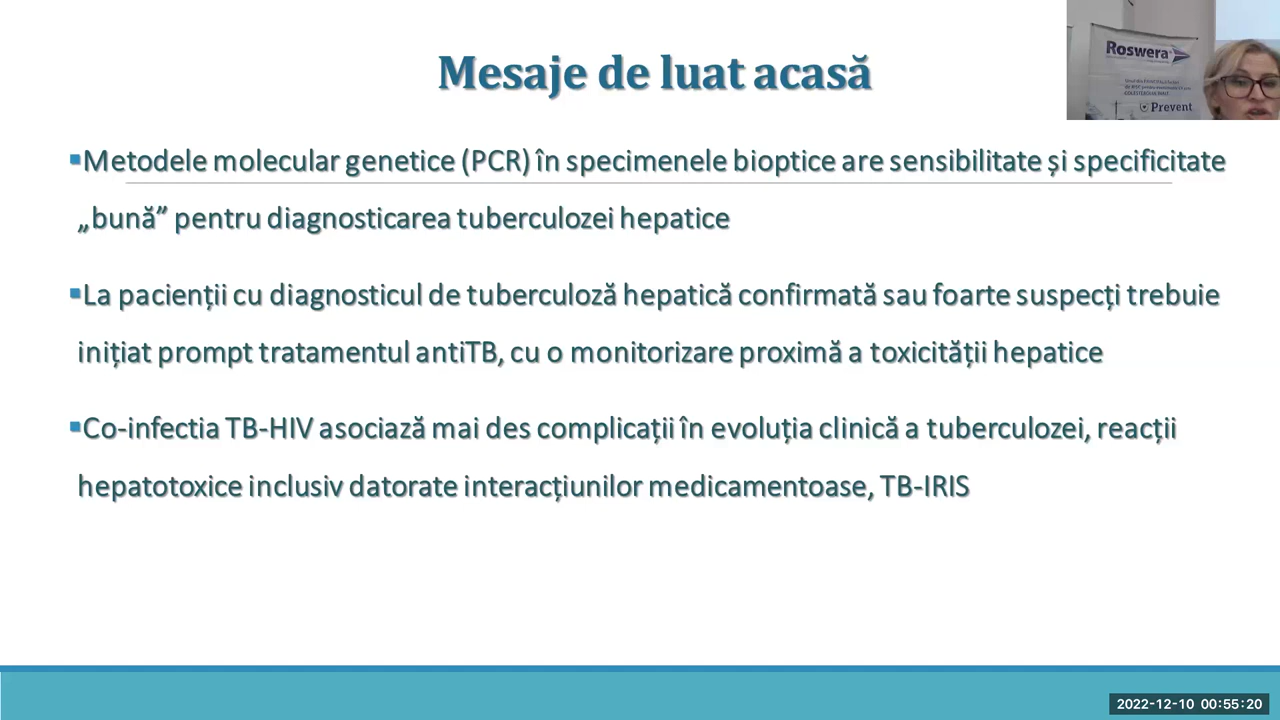 Mesaje de luat acasă
Roswera
Prevent
▪Metodele molecular genetice (PCR) în specimenele bioptice are sensibilitate și specificitate
„bună” pentru diagnosticarea tuberculozei hepatice
▪La pacienții cu diagnosticul de tuberculoză hepatică confirmată sau foarte suspecți trebuie
inițiat prompt tratamentul antiTB, cu o monitorizare proximă a toxicității hepatice
▪Co-infectia TB-HIV asociază mai des complicații în evoluția clinică a tuberculozei, reacții
hepatotoxice inclusiv datorate interacțiunilor medicamentoase, TB-IRIS
2022-12-10 00:55:20